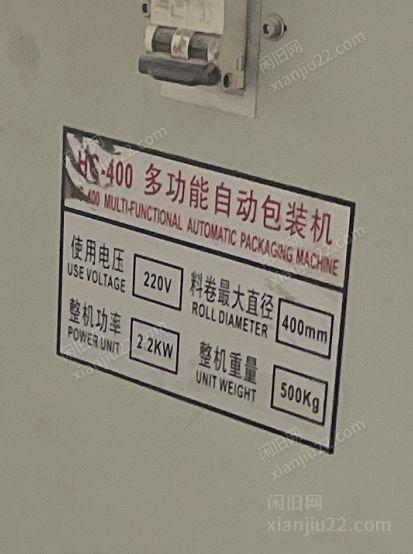 HS-400 多功能自动包装机
HS-400 MULTI-FUNCTIONAL AUTOMATIC PACKAGING MACHINE
使用电压 220V 料卷最大直径 400mm
USE VOLTAGE ROLL DIAMETER
整机功率 2.2KW 整机重量 500Kg
POWER UNIT UNIT WEIGHT
闲旧网
xianjiu22.com